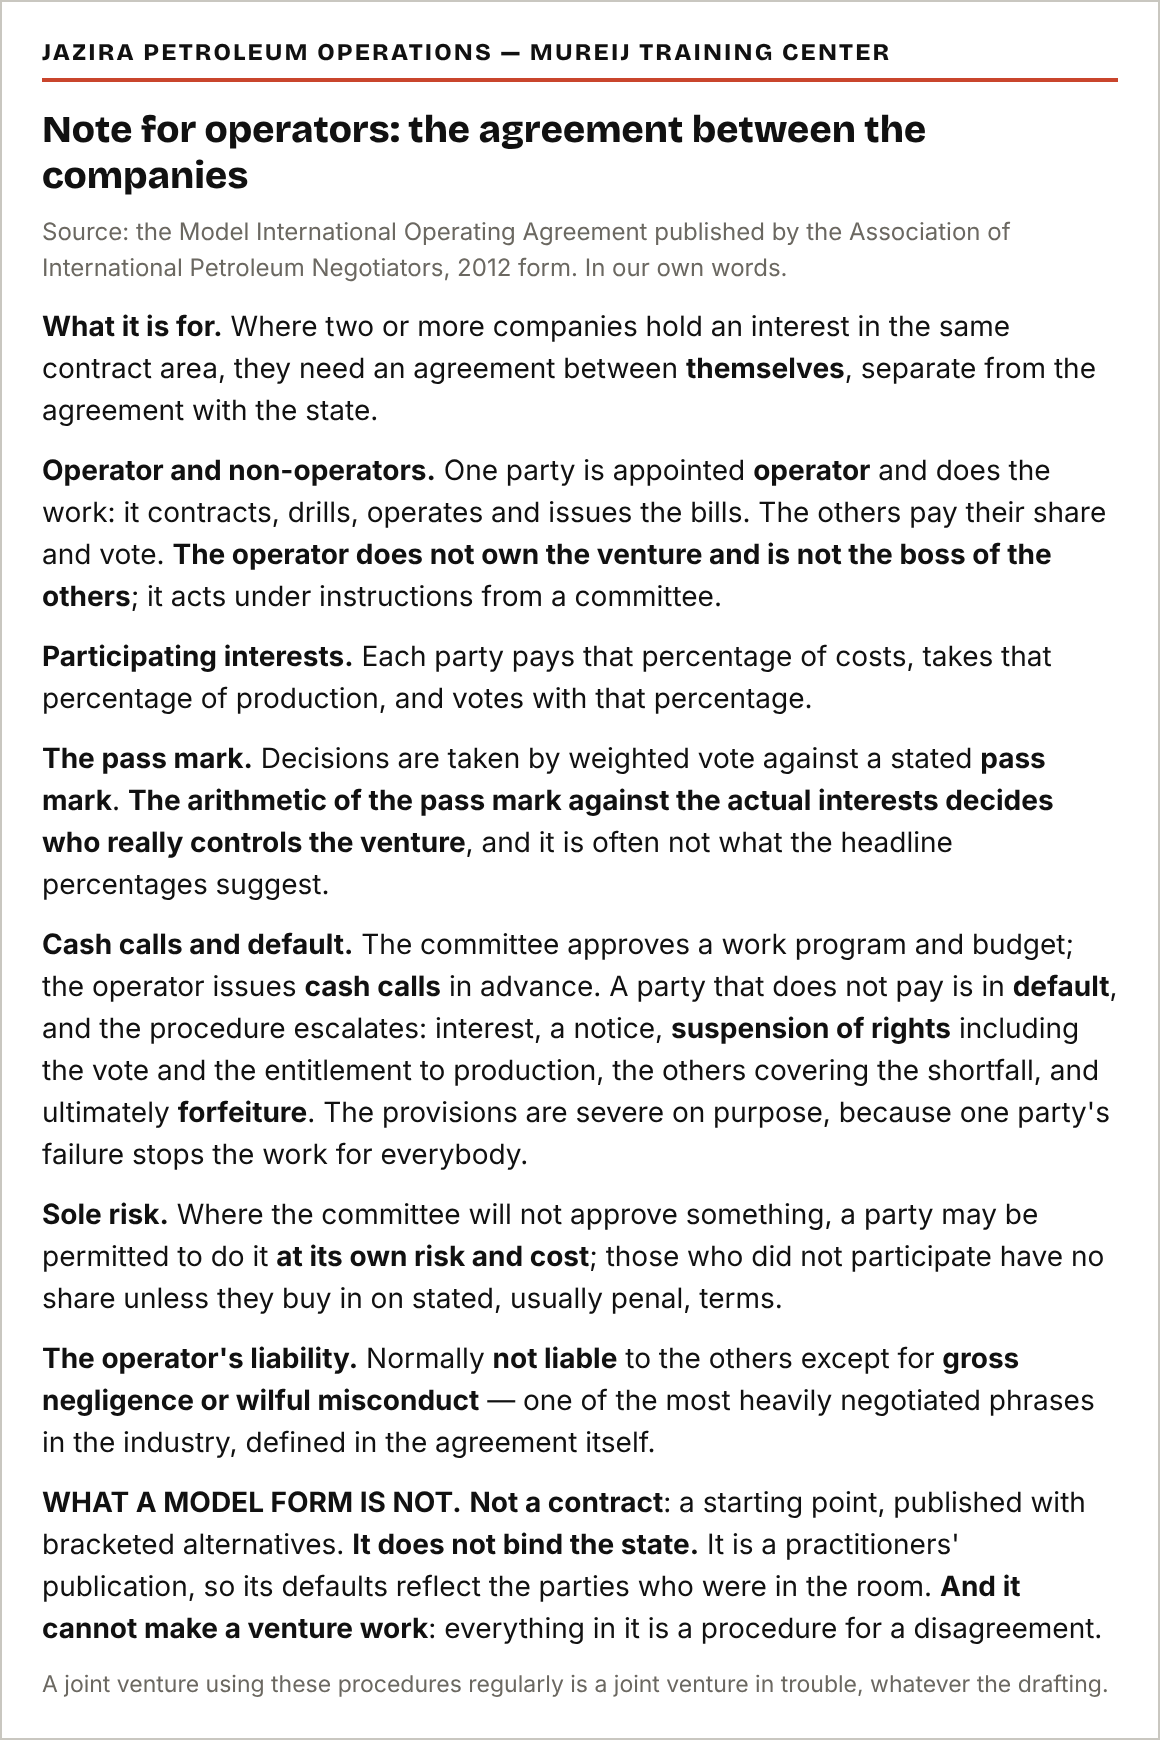 JAZIRA PETROLEUM OPERATIONS — MUREIJ TRAINING CENTER
Note for operators: the agreement between the
companies
Source: the Model International Operating Agreement published by the Association of
International Petroleum Negotiators, 2012 form. In our own words.
What it is for. Where two or more companies hold an interest in the same
contract area, they need an agreement between themselves, separate from the
agreement with the state.
Operator and non-operators. One party is appointed operator and does the
work: it contracts, drills, operates and issues the bills. The others pay their share
and vote. The operator does not own the venture and is not the boss of the
others; it acts under instructions from a committee.
Participating interests. Each party pays that percentage of costs, takes that
percentage of production, and votes with that percentage.
The pass mark. Decisions are taken by weighted vote against a stated pass
mark. The arithmetic of the pass mark against the actual interests decides
who really controls the venture, and it is often not what the headline
percentages suggest.
Cash calls and default. The committee approves a work program and budget;
the operator issues cash calls in advance. A party that does not pay is in default,
and the procedure escalates: interest, a notice, suspension of rights including
the vote and the entitlement to production, the others covering the shortfall, and
ultimately forfeiture. The provisions are severe on purpose, because one party's
failure stops the work for everybody.
Sole risk. Where the committee will not approve something, a party may be
permitted to do it at its own risk and cost; those who did not participate have no
share unless they buy in on stated, usually penal, terms.
The operator's liability. Normally not liable to the others except for gross
negligence or wilful misconduct — one of the most heavily negotiated phrases
in the industry, defined in the agreement itself.
WHAT A MODEL FORM IS NOT. Not a contract: a starting point, published with
bracketed alternatives. It does not bind the state. It is a practitioners'
publication, so its defaults reflect the parties who were in the room. And it
cannot make a venture work: everything in it is a procedure for a disagreement.
A joint venture using these procedures regularly is a joint venture in trouble, whatever the drafting.